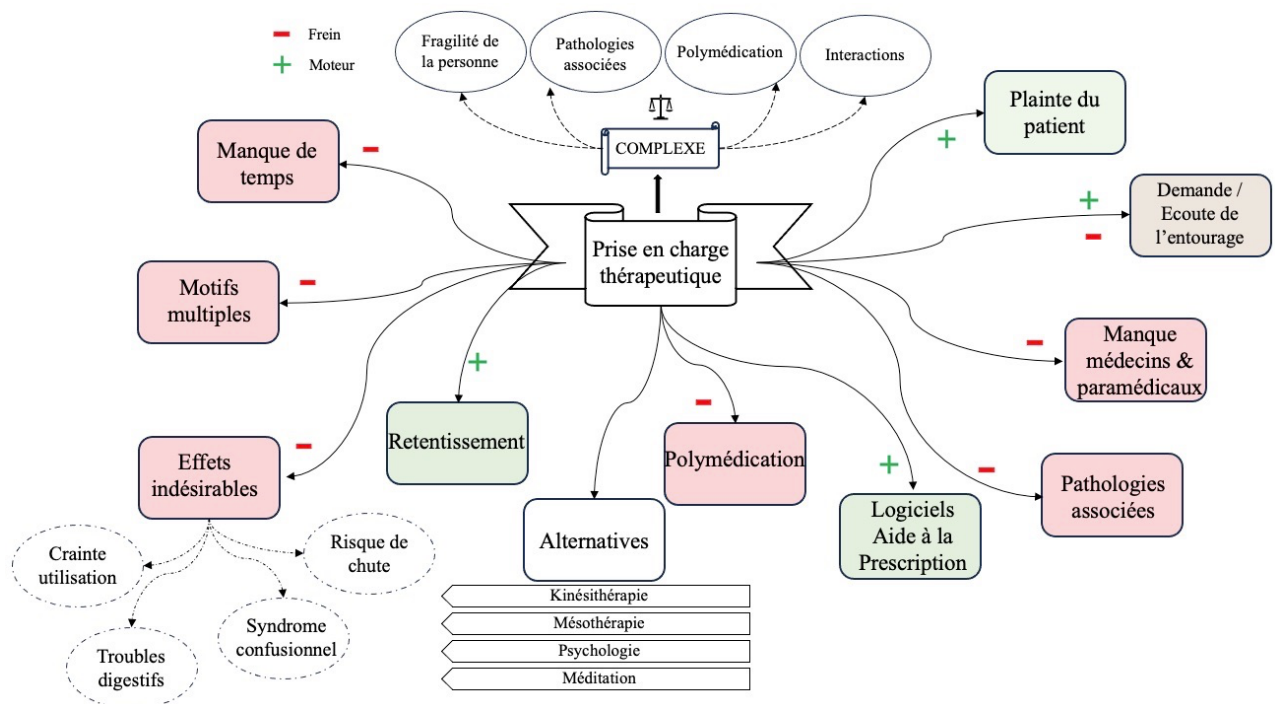 Frein
Moteur
Fragilité de
la personne
Pathologies
associées
Polymédication
Interactions
COMPLEXE
Plainte du
patient
Manque de
temps
Demande /
Ecoute de
l’entourage
Prise en charge
thérapeutique
Motifs
multiples
Manque
médecins &
paramédicaux
Retentissement
Polymédication
Effets
indésirables
Pathologies
associées
Logiciels
Aide à la
Prescription
Alternatives
Crainte
utilisation
Risque de
chute
Troubles
digestifs
Syndrome
confusionnel
Kinésithérapie
Mésothérapie
Psychologie
Méditation